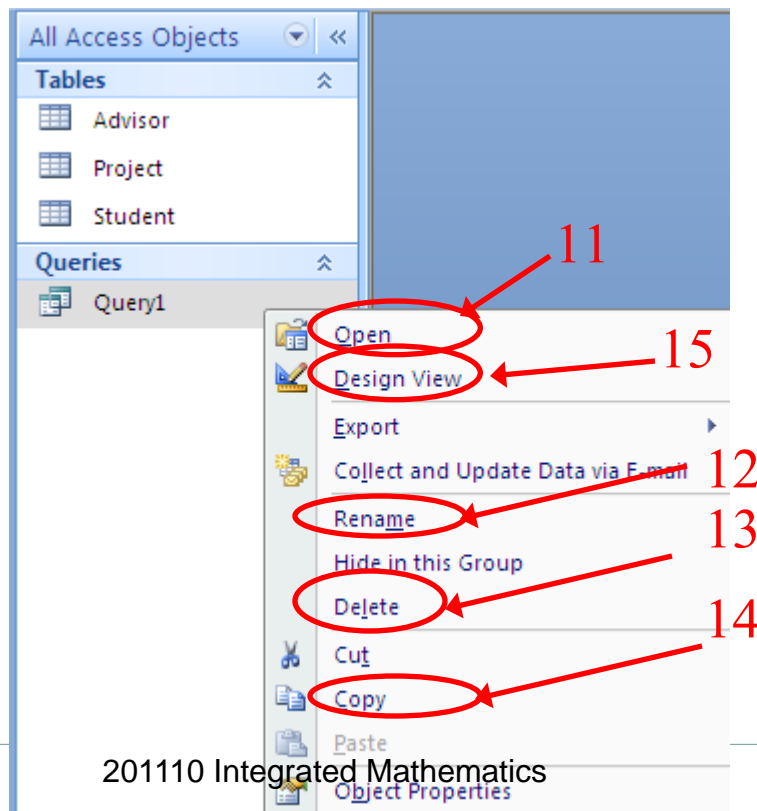 All Access Objects
Tables
Advisor
Project
Student
Queries
11
Query1
Open
15
Design View
Export
Collect and Update Data via E-mail
12
Rename
13
Hide in this Group
Delete
14
Cut
Copy
Paste
201110 Integrated Mathematics
Object Properties